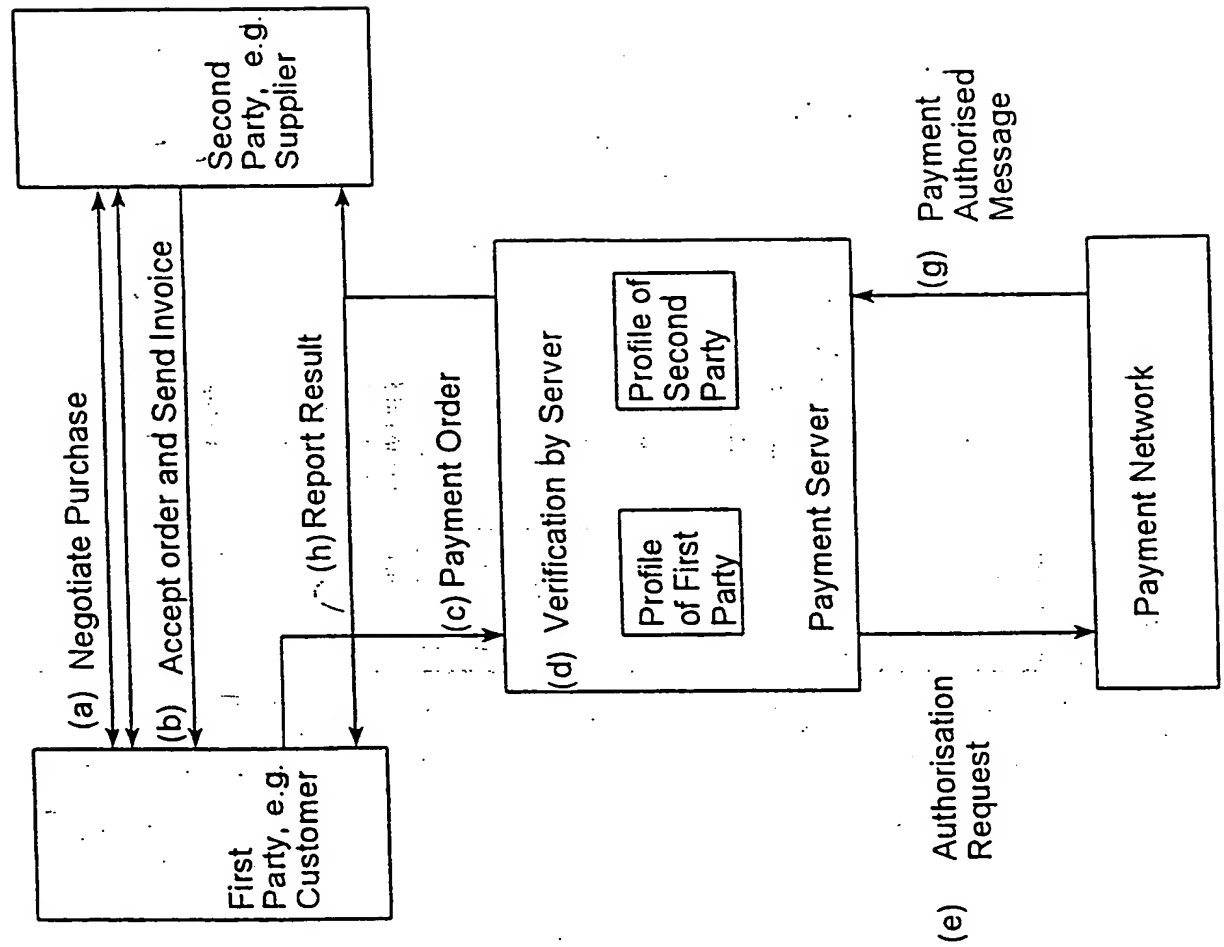 First
Party, e.g.
Customer
(a) Negotiate Purchase
(b) Accept order and Send Invoice
Second
Party, e.g.
Supplier
(h) Report Result
(c) Payment Order
(d) Verification by Server
Profile
of First
Party
Profile of
Second
Party
Payment Server
(e) Authorisation
Request
(g) Payment
Authorised
Message
Payment Network